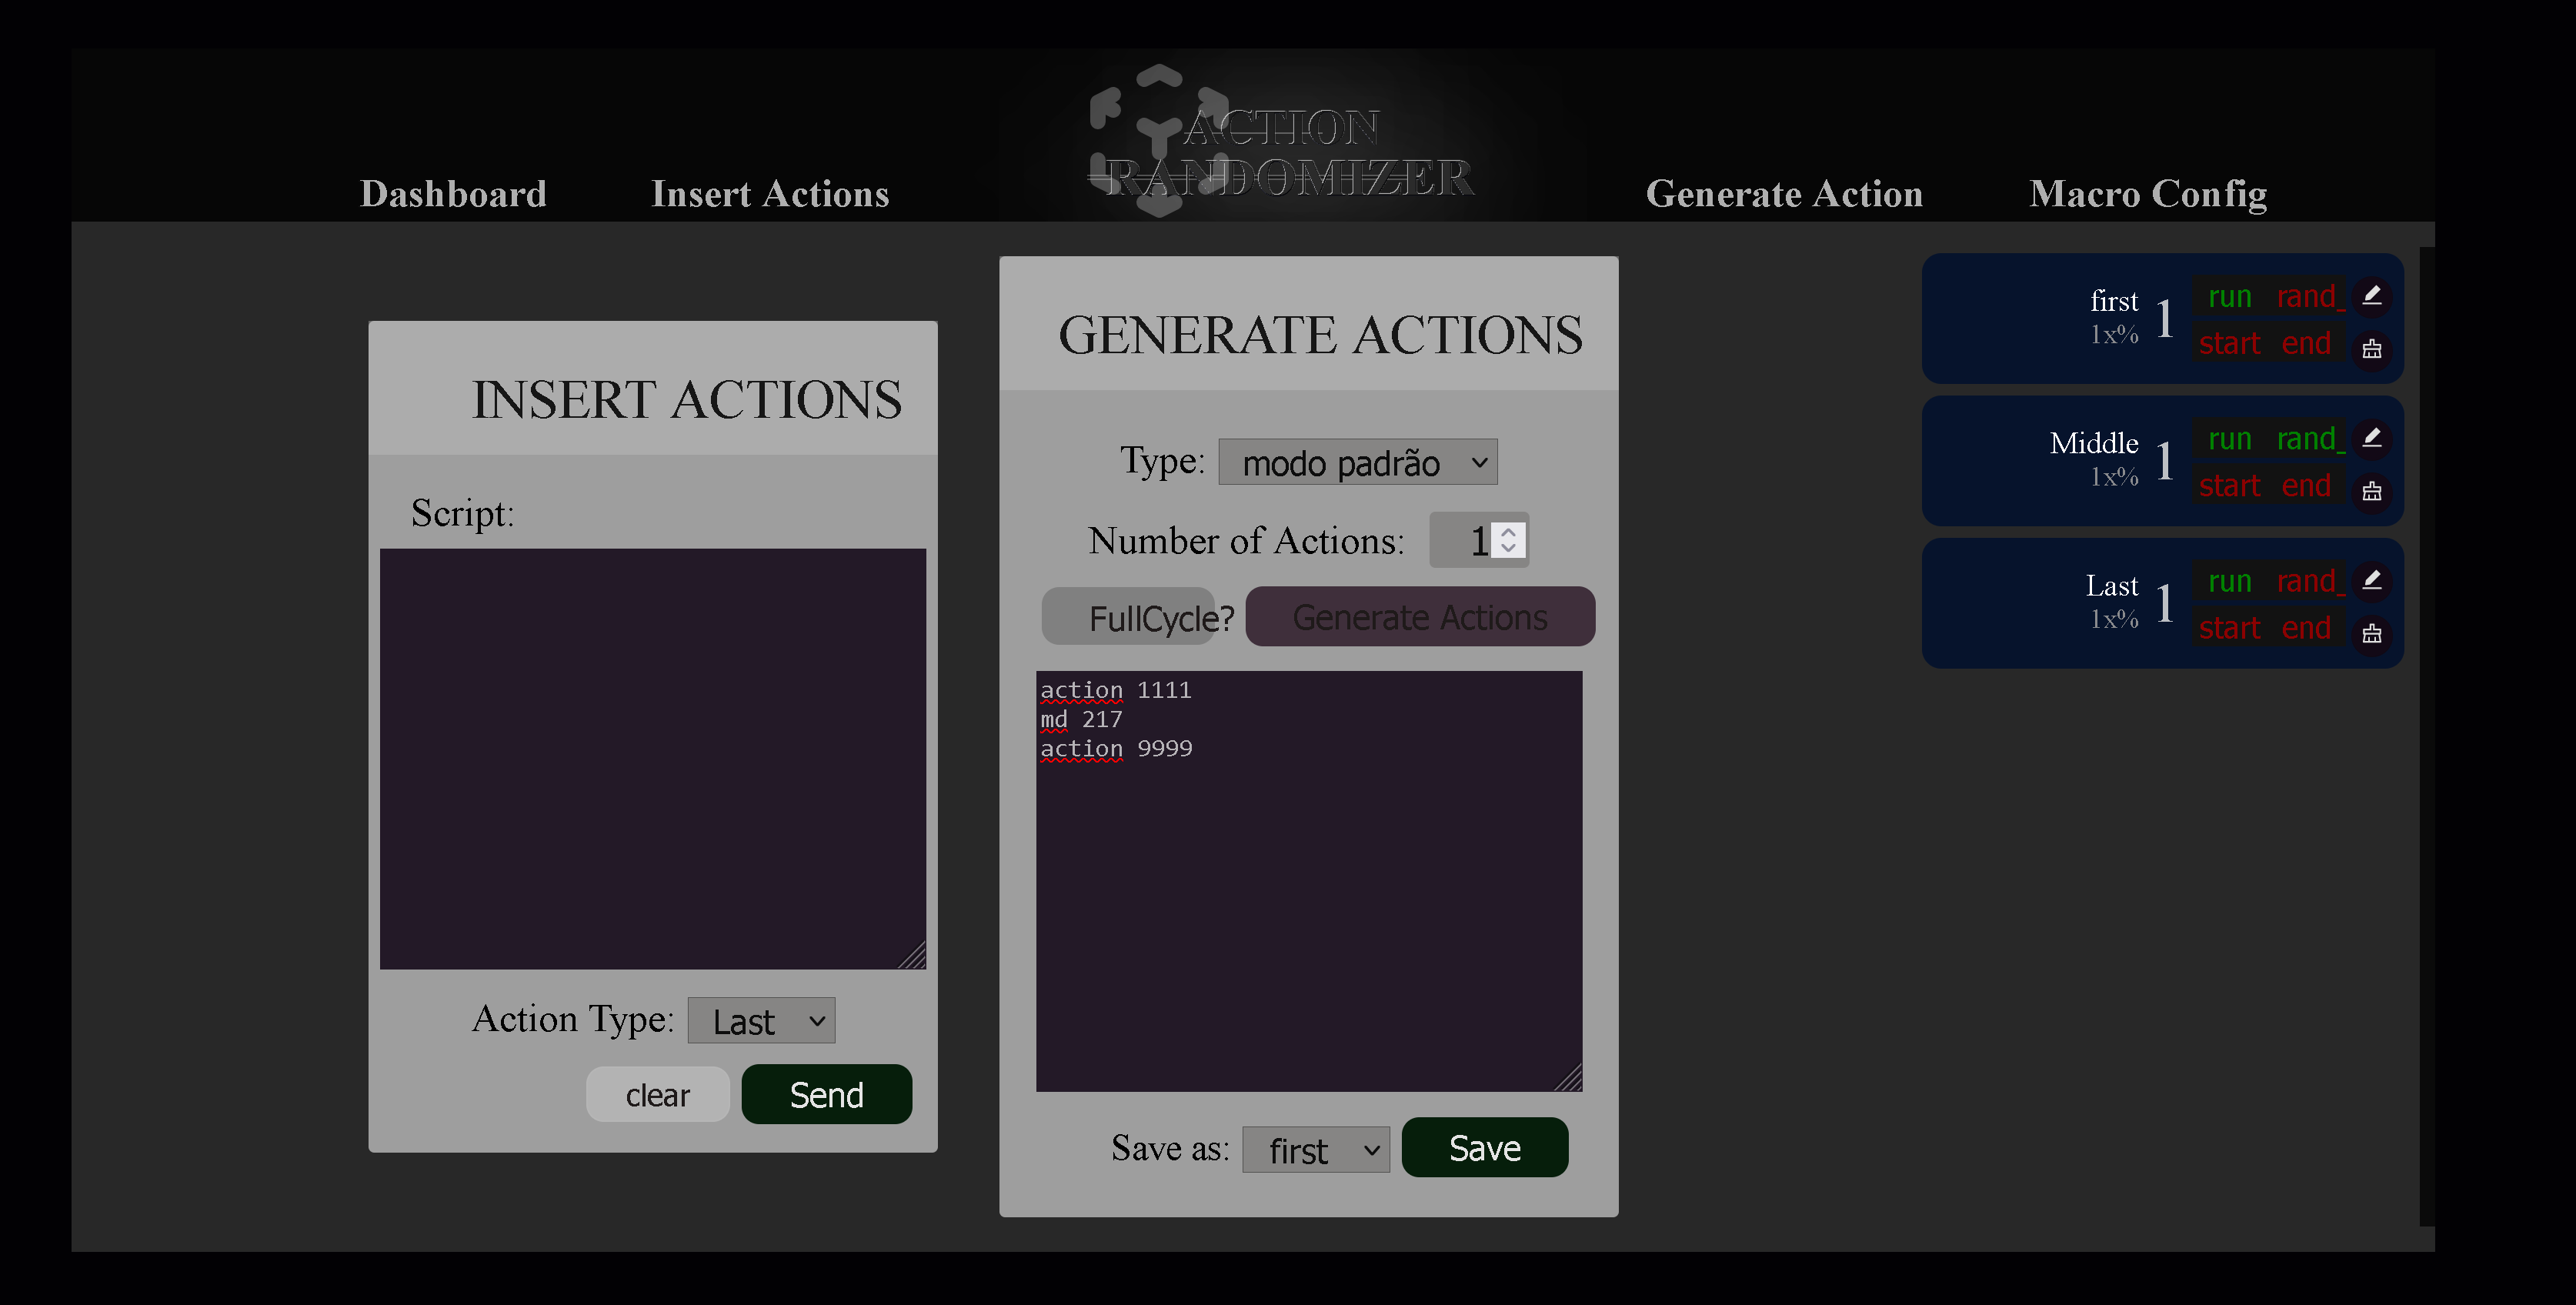 ACTION
RANDOMIZER
Dashboard
Insert Actions
Generate Action
Macro Config
INSERT ACTIONS
Script:
Action Type: Last
clear
Send
GENERATE ACTIONS
Type: modo padrão
Number of Actions: 1
FullCycle?
Generate Actions
action 1111
md 217
action 9999
Save as: first
Save
first
1x%
1
run rand_
start end
Middle
1x%
1
run rand_
start end
Last
1x%
1
run rand_
start end